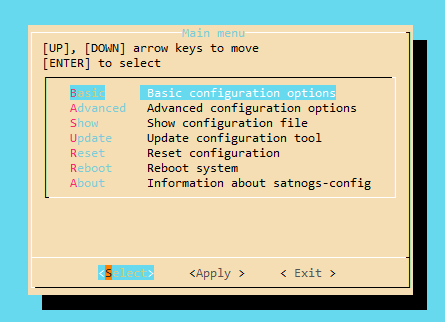 Main menu
[UP], [DOWN] arrow keys to move
[ENTER] to select
Basic Basic configuration options
Advanced Advanced configuration options
Show Show configuration file
Update Update configuration tool
Reset Reset configuration
Reboot Reboot system
About Information about satnogs-config
<Select> <Apply > < Exit >